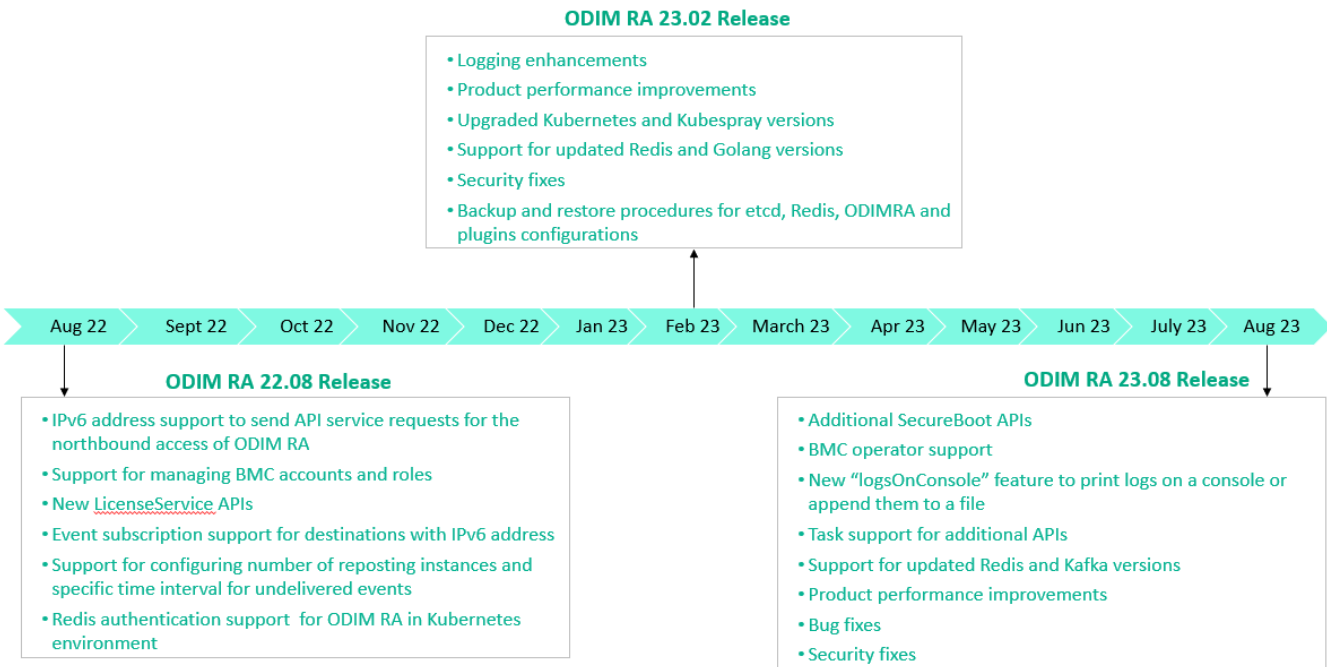 ODIM RA 23.02 Release
• Logging enhancements
• Product performance improvements
• Upgraded Kubernetes and Kubespray versions
• Support for updated Redis and Golang versions
• Security fixes
• Backup and restore procedures for etcd, Redis, ODIMRA and
plugins configurations
Aug 22 Sept 22 Oct 22 Nov 22 Dec 22 Jan 23 Feb 23 March 23 Apr 23 May 23 Jun 23 July 23 Aug 23
ODIM RA 22.08 Release
• IPv6 address support to send API service requests for the
northbound access of ODIM RA
• Support for managing BMC accounts and roles
• New LicenseService APIs
• Event subscription support for destinations with IPv6 address
• Support for configuring number of reposting instances and
specific time interval for undelivered events
• Redis authentication support for ODIM RA in Kubernetes
environment
ODIM RA 23.08 Release
• Additional SecureBoot APIs
• BMC operator support
• New “logsOnConsole” feature to print logs on a console or
append them to a file
• Task support for additional APIs
• Support for updated Redis and Kafka versions
• Product performance improvements
• Bug fixes
• Security fixes